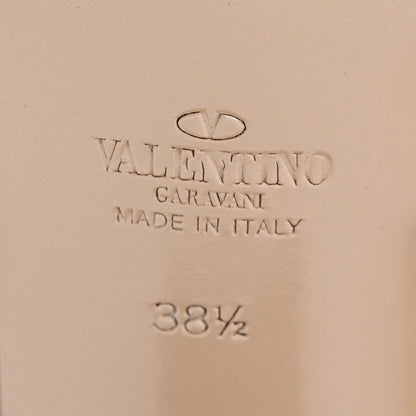 VALENTINO
GARAVANI
MADE IN ITALY
38½